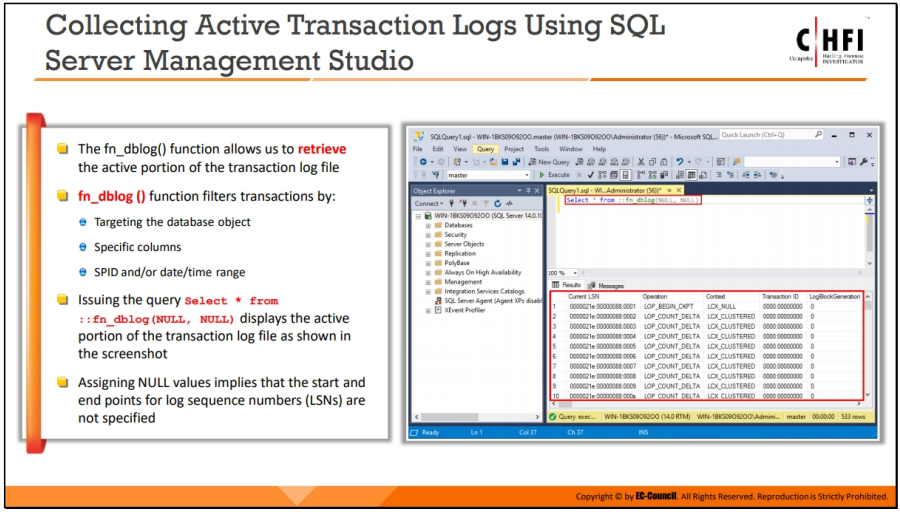 Collecting Active Transaction Logs Using SQL
Server Management Studio
CHFI
Computer Hacking Forensic
INVESTIGATOR
The fn_dblog() function allows us to retrieve
the active portion of the transaction log file
fn_dblog () function filters transactions by:
Targeting the database object
Specific columns
SPID and/or date/time range
Issuing the query Select * from
::fn_dblog(NULL, NULL) displays the active
portion of the transaction log file as shown in
the screenshot
Assigning NULL values implies that the start and
end points for log sequence numbers (LSNs) are
not specified
SQLQuery1.sql - WIN-1BKS09O92OO.master (WIN-1BKS09O92OO\Administrator (56))* - Microsoft SQL... Quick Launch (Ctrl+Q)
File Edit View Query Project Tools Window Help
New Query
master Execute
Object Explorer
Connect
WIN-1BKS09O92OO (SQL Server 14.0.10
Databases
Security
Server Objects
Replication
PolyBase
Always On High Availability
Management
Integration Services Catalogs
SQL Server Agent (Agent XPs disabl
XEvent Profiler
SQLQuery1.sql - WI...Administrator (56))*
Select * from ::fn_dblog(NULL, NULL)
100 %
Results Messages
Current LSN Operation Context Transaction ID LogBlockGeneration
1 0000021e:00000088:0001 LOP_BEGIN_CKPT LCX_NULL 0000:00000000 0
2 0000021e:00000088:0002 LOP_COUNT_DELTA LCX_CLUSTERED 0000:00000000 0
3 0000021e:00000088:0003 LOP_COUNT_DELTA LCX_CLUSTERED 0000:00000000 0
4 0000021e:00000088:0004 LOP_COUNT_DELTA LCX_CLUSTERED 0000:00000000 0
5 0000021e:00000088:0005 LOP_COUNT_DELTA LCX_CLUSTERED 0000:00000000 0
6 0000021e:00000088:0006 LOP_COUNT_DELTA LCX_CLUSTERED 0000:00000000 0
7 0000021e:00000088:0007 LOP_COUNT_DELTA LCX_CLUSTERED 0000:00000000 0
8 0000021e:00000088:0008 LOP_COUNT_DELTA LCX_CLUSTERED 0000:00000000 0
9 0000021e:00000088:0009 LOP_COUNT_DELTA LCX_CLUSTERED 0000:00000000 0
10 0000021e:00000088:000a LOP_COUNT_DELTA LCX_CLUSTERED 0000:00000000 0
Query exec... WIN-1BKS09O92OO (14.0 RTM) WIN-1BKS09O92OO\Admini... master 00:00:00 533 rows
Ready Ln 1 Col 37 Ch 37 INS
Copyright © by EC-Council. All Rights Reserved. Reproduction is Strictly Prohibited.